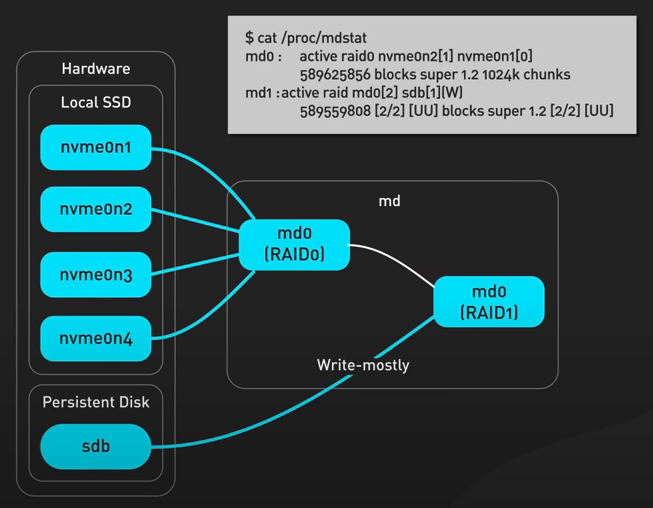 $ cat /proc/mdstat
md0 : active raid0 nvme0n2[1] nvme0n1[0]
589625856 blocks super 1.2 1024k chunks
md1 :active raid md0[2] sdb[1](W)
589559808 [2/2] [UU] blocks super 1.2 [2/2] [UU]
Hardware
Local SSD
nvme0n1
nvme0n2
nvme0n3
nvme0n4
Persistent Disk
sdb
md
md0
(RAID0)
md0
(RAID1)
Write-mostly